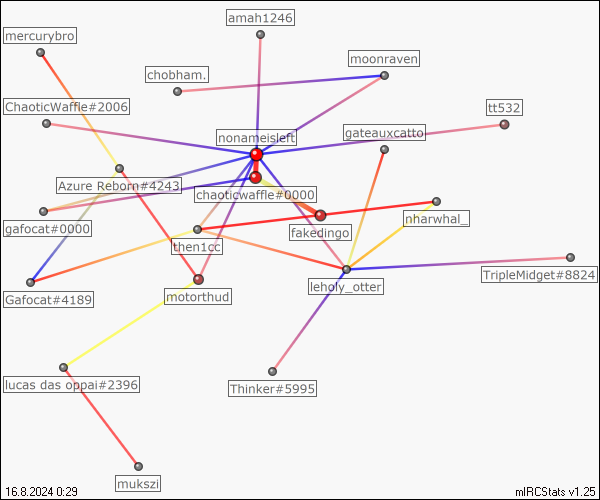 amah1246
mercurybro
moonraven
chobham.
ChaoticWaffle#2006
tt532
nonameisleft
gateauxcatto
Azure Reborn#4243
chaoticwaffle#0000
gafocat#0000
nharwhal_
fakedingo
then1cc
TripleMidget#8824
leholy_otter
Gafocat#4189
motorthud
lucas das oppai#2396
Thinker#5995
mukszi
16.8.2024 0:29
mIRCStats v1.25